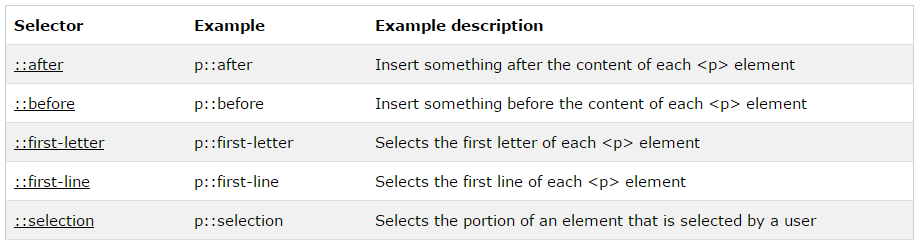 Selector Example Example description
::after p::after Insert something after the content of each <p> element
::before p::before Insert something before the content of each <p> element
::first-letter p::first-letter Selects the first letter of each <p> element
::first-line p::first-line Selects the first line of each <p> element
::selection p::selection Selects the portion of an element that is selected by a user